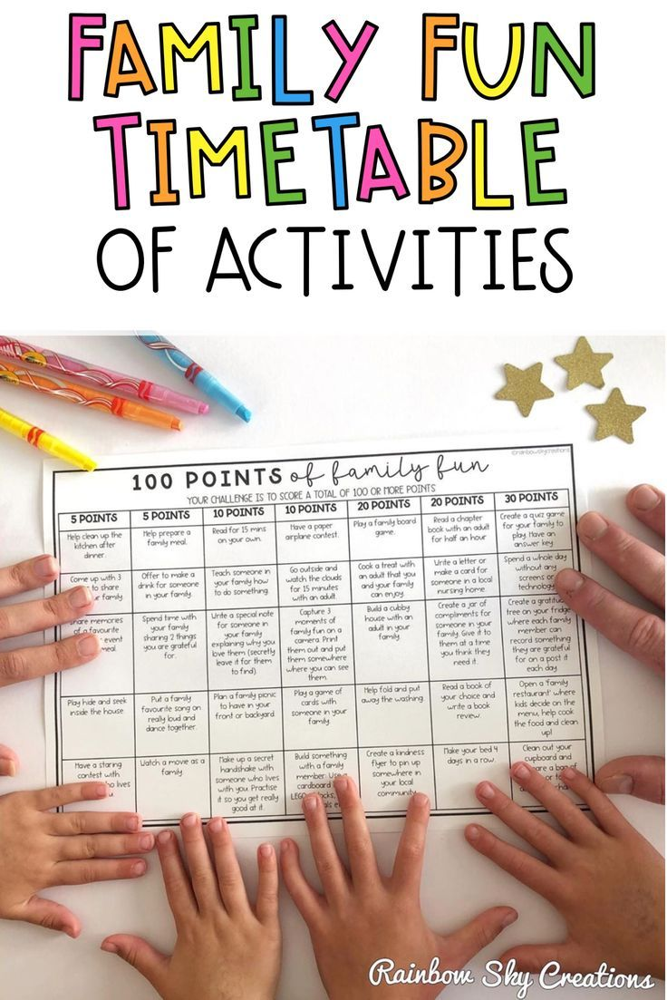 FAMILY FUN
TIMETABLE
OF ACTIVITIES
100 POINTS of family fun
YOUR CHALLENGE IS TO SCORE A TOTAL OF 100 OR MORE POINTS
5 POINTS
5 POINTS
10 POINTS
10 POINTS
20 POINTS
20 POINTS
30 POINTS
Help clean up the
kitchen after
dinner.
Help prepare a
family meal.
Read for 15 mins
on your own.
Have a paper
airplane contest.
Play a family board
game.
Read a chapter
book with an adult
for half an hour
Create a quiz game
for your family to
play. Have an
answer key.
Come up with 3
to share
family.
Offer to make a
drink for someone
in your family.
Teach someone in
your family how
to do something.
Go outside and
watch the clouds
for 15 minutes
with an adult.
Cook a treat with
an adult that you
and your family
can enjoy.
Write a letter or
make a card for
someone in a local
nursing home.
Spend a whole day
without any
screens or
technology
Share memories
of a favourite
event
meal.
Spend time with
your family
sharing 2 things
you are grateful
for.
Write a special note
for someone in
your family
explaining why you
love them (secretly
leave it for them
to find).
Capture 3
moments of
family fun on a
camera. Print
them out and put
them somewhere
where you can see
them.
Build a cubby
house with an
adult in your
family.
Create a jar of
compliments for
someone in your
family. Give it to
them at a time
you think they
need it.
Create a gratitude
tree on your fridge
where each family
member can
record something
they are grateful
for on a post it
each day.
Play hide and seek
inside the house.
Put a family
favourite song on
really loud and
dance together.
Plan a family picnic
to have in your
front or backyard.
Play a game of
cards with
someone in your
family.
Help fold and put
away the washing.
Read a book of
your choice and
write a book
review.
Open a family
restaurant where
kids decide on the
menu, help cook
the food and clean
up!
Have a staring
contest with
who lives
you.
Watch a movie as a
family.
Make up a secret
handshake with
someone who lives
with you. Practise
it so you get really
good at it.
Build something
with a family
member. Use
cardboard
LEGO
Create a kindness
flyer to pin up
somewhere in
your local
community.
Make your bed 4
days in a row.
Clean out your
cupboard and
a bag of
Rainbow Sky Creations